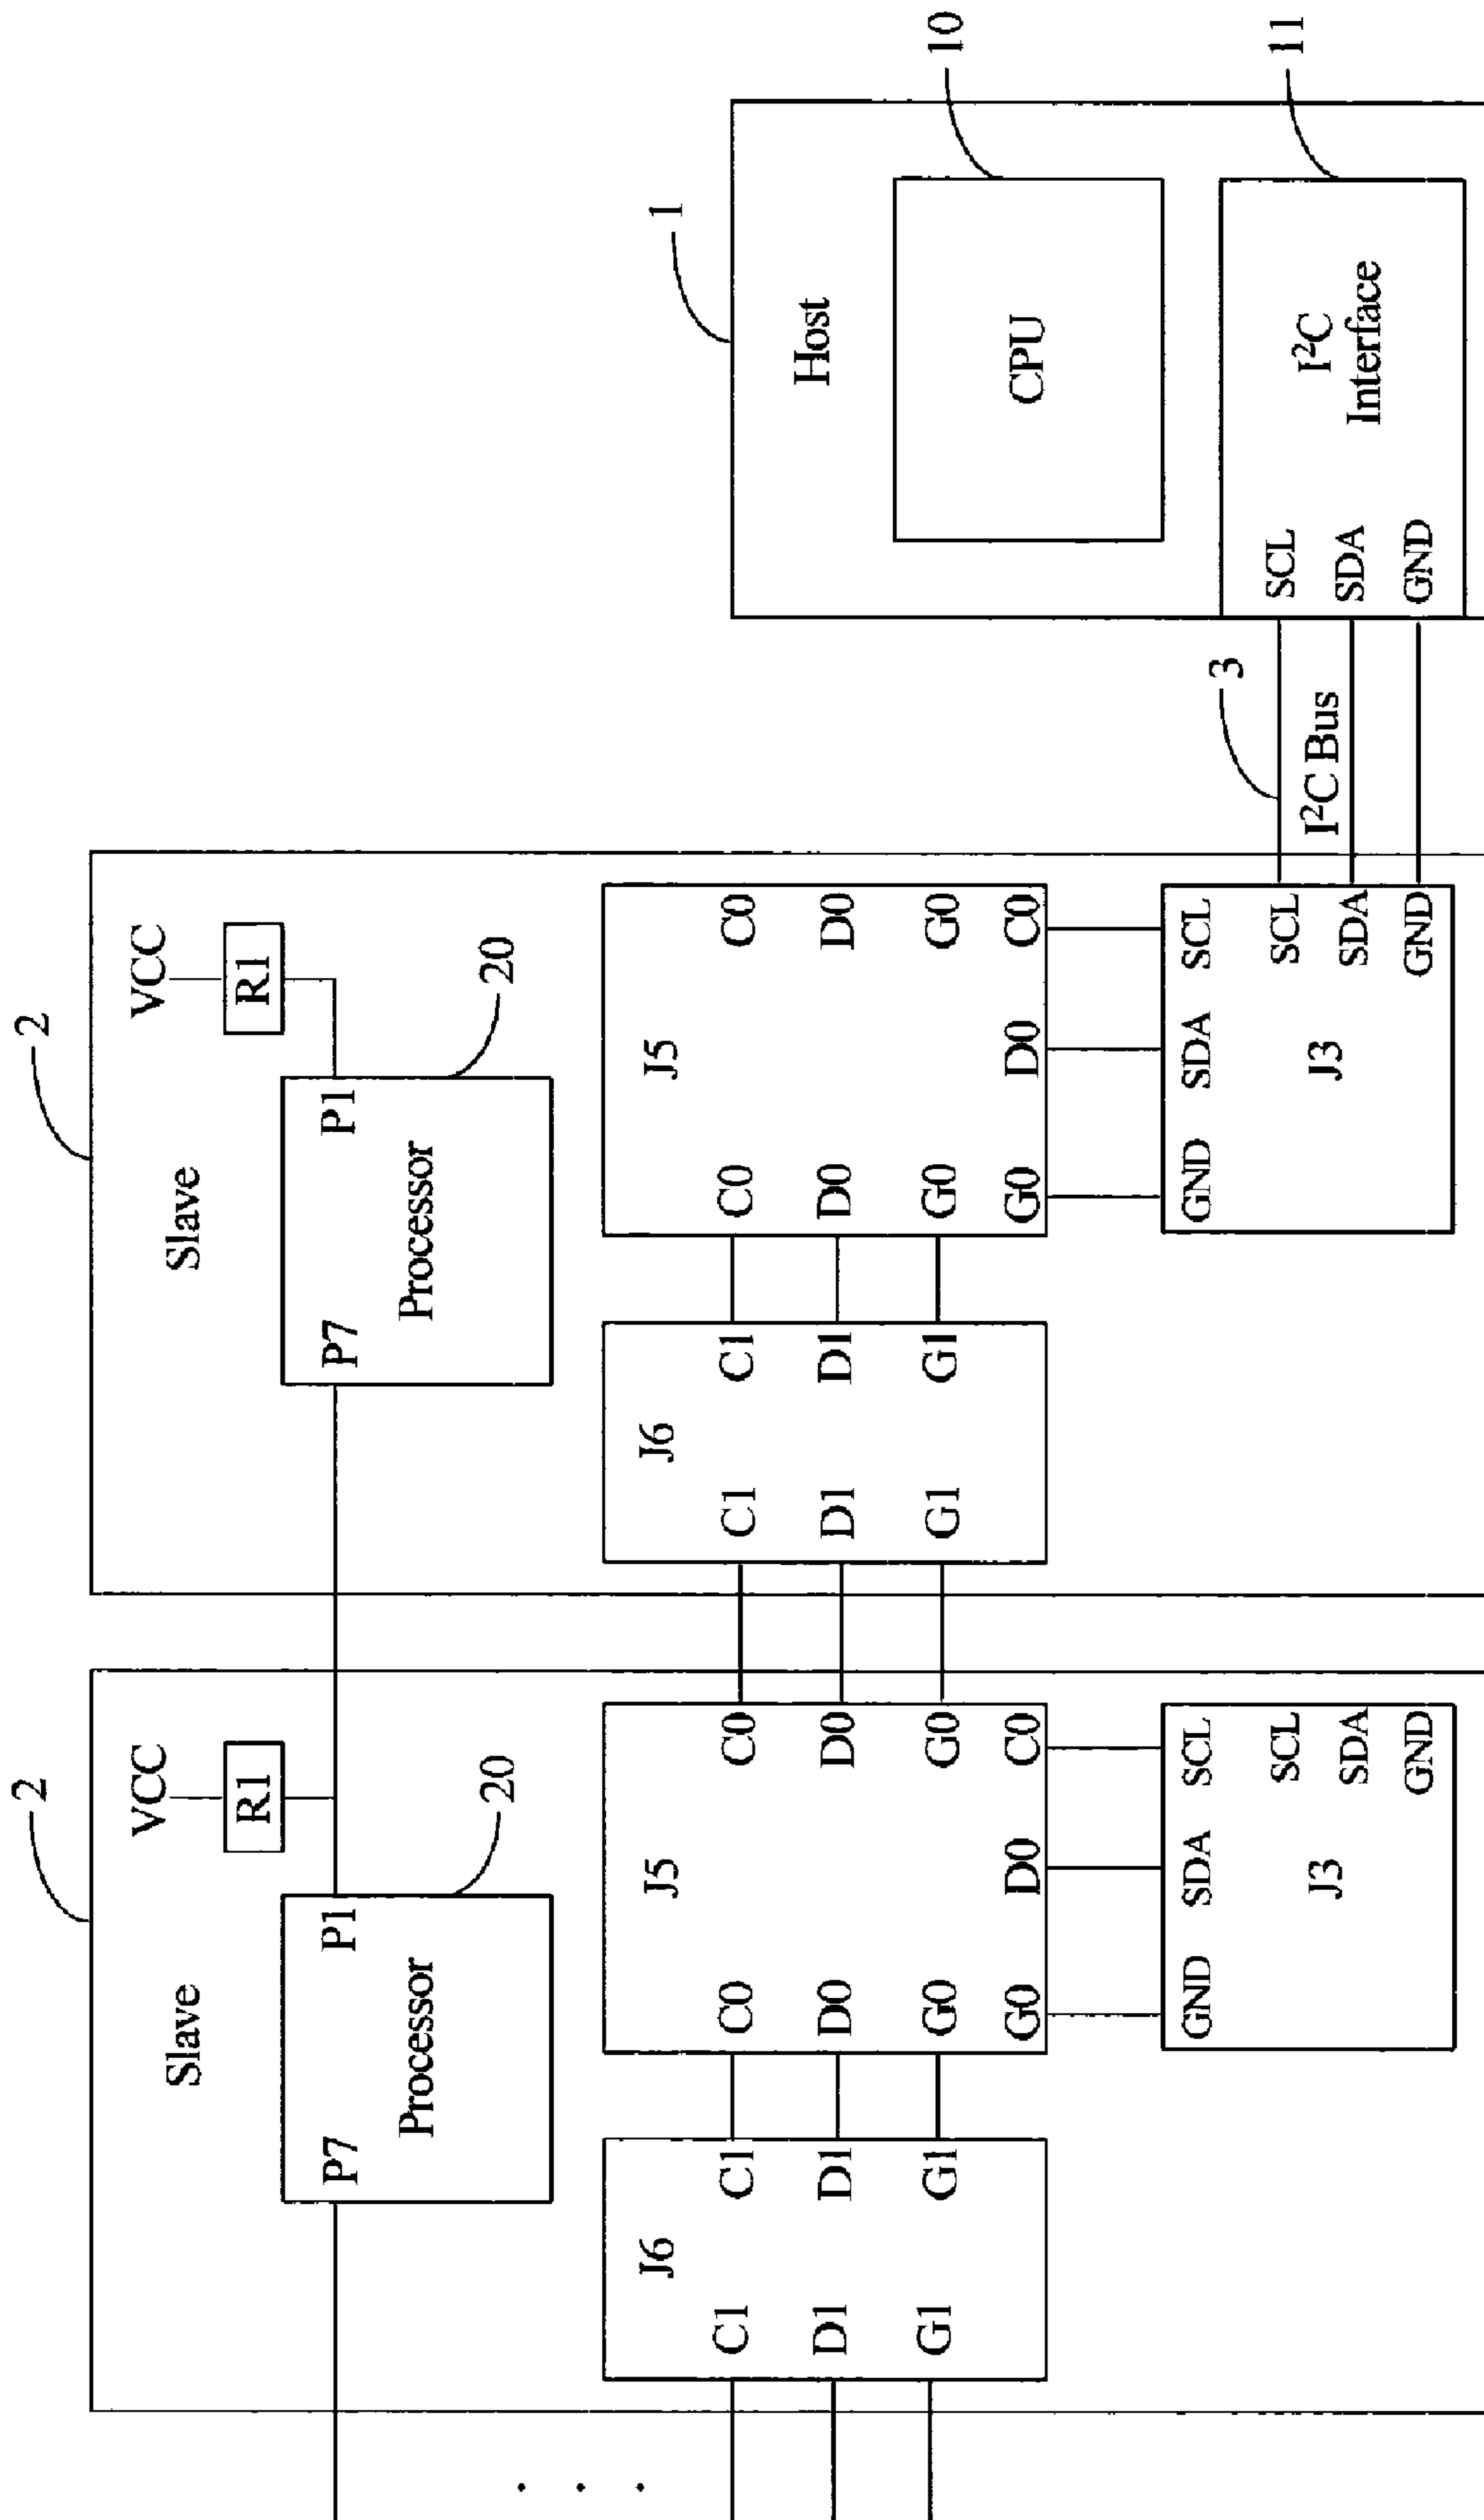 2
2
1
10
11
3
Slave
VCC
R1
P7
P1
Processor
20
J6
C1
C1
D1
D1
G1
G1
J5
C0
C0
D0
D0
G0
G0
G0
D0
C0
GND
SDA
SCL
SCL
SDA
GND
J3
Slave
VCC
R1
P7
P1
Processor
20
J6
C1
C1
D1
D1
G1
G1
J5
C0
C0
D0
D0
G0
G0
G0
D0
C0
GND
SDA
SCL
SCL
SDA
GND
J3
I²C Bus
Host
CPU
SCL
SDA
GND
I²C
Interface